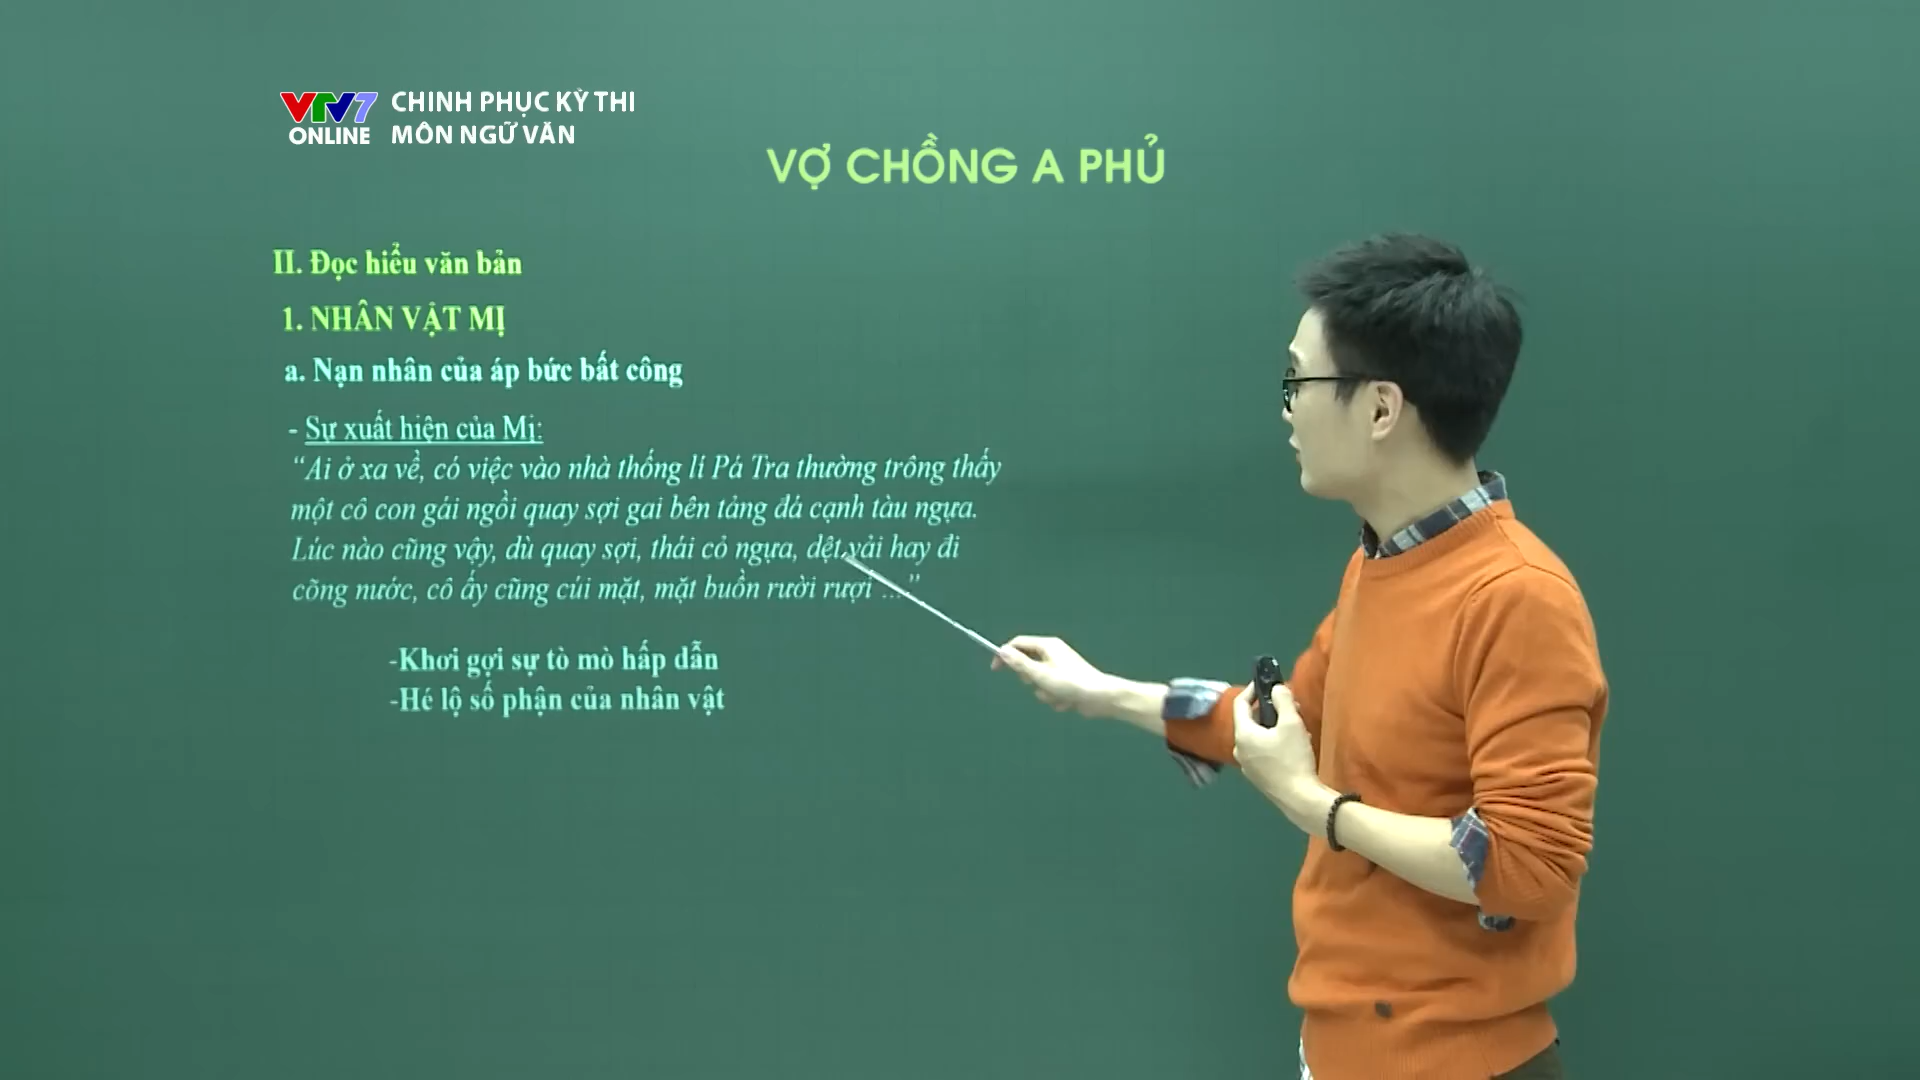 VTV7
ONLINE
CHINH PHỤC KỲ THI
MÔN NGỮ VĂN
VỢ CHỒNG A PHỦ
II. Đọc hiểu văn bản
1. NHÂN VẬT MỊ
a. Nạn nhân của áp bức bất công
- Sự xuất hiện của Mị:
“Ai ở xa về, có việc vào nhà thống lí Pá Tra thường trông thấy
một cô con gái ngồi quay sợi gai bên tảng đá cạnh tàu ngựa.
Lúc nào cũng vậy, dù quay sợi, thái cỏ ngựa, dệt vải hay đi
cõng nước, cô ấy cũng cúi mặt, mặt buồn rười rượi ...”
-Khơi gợi sự tò mò hấp dẫn
-Hé lộ số phận của nhân vật